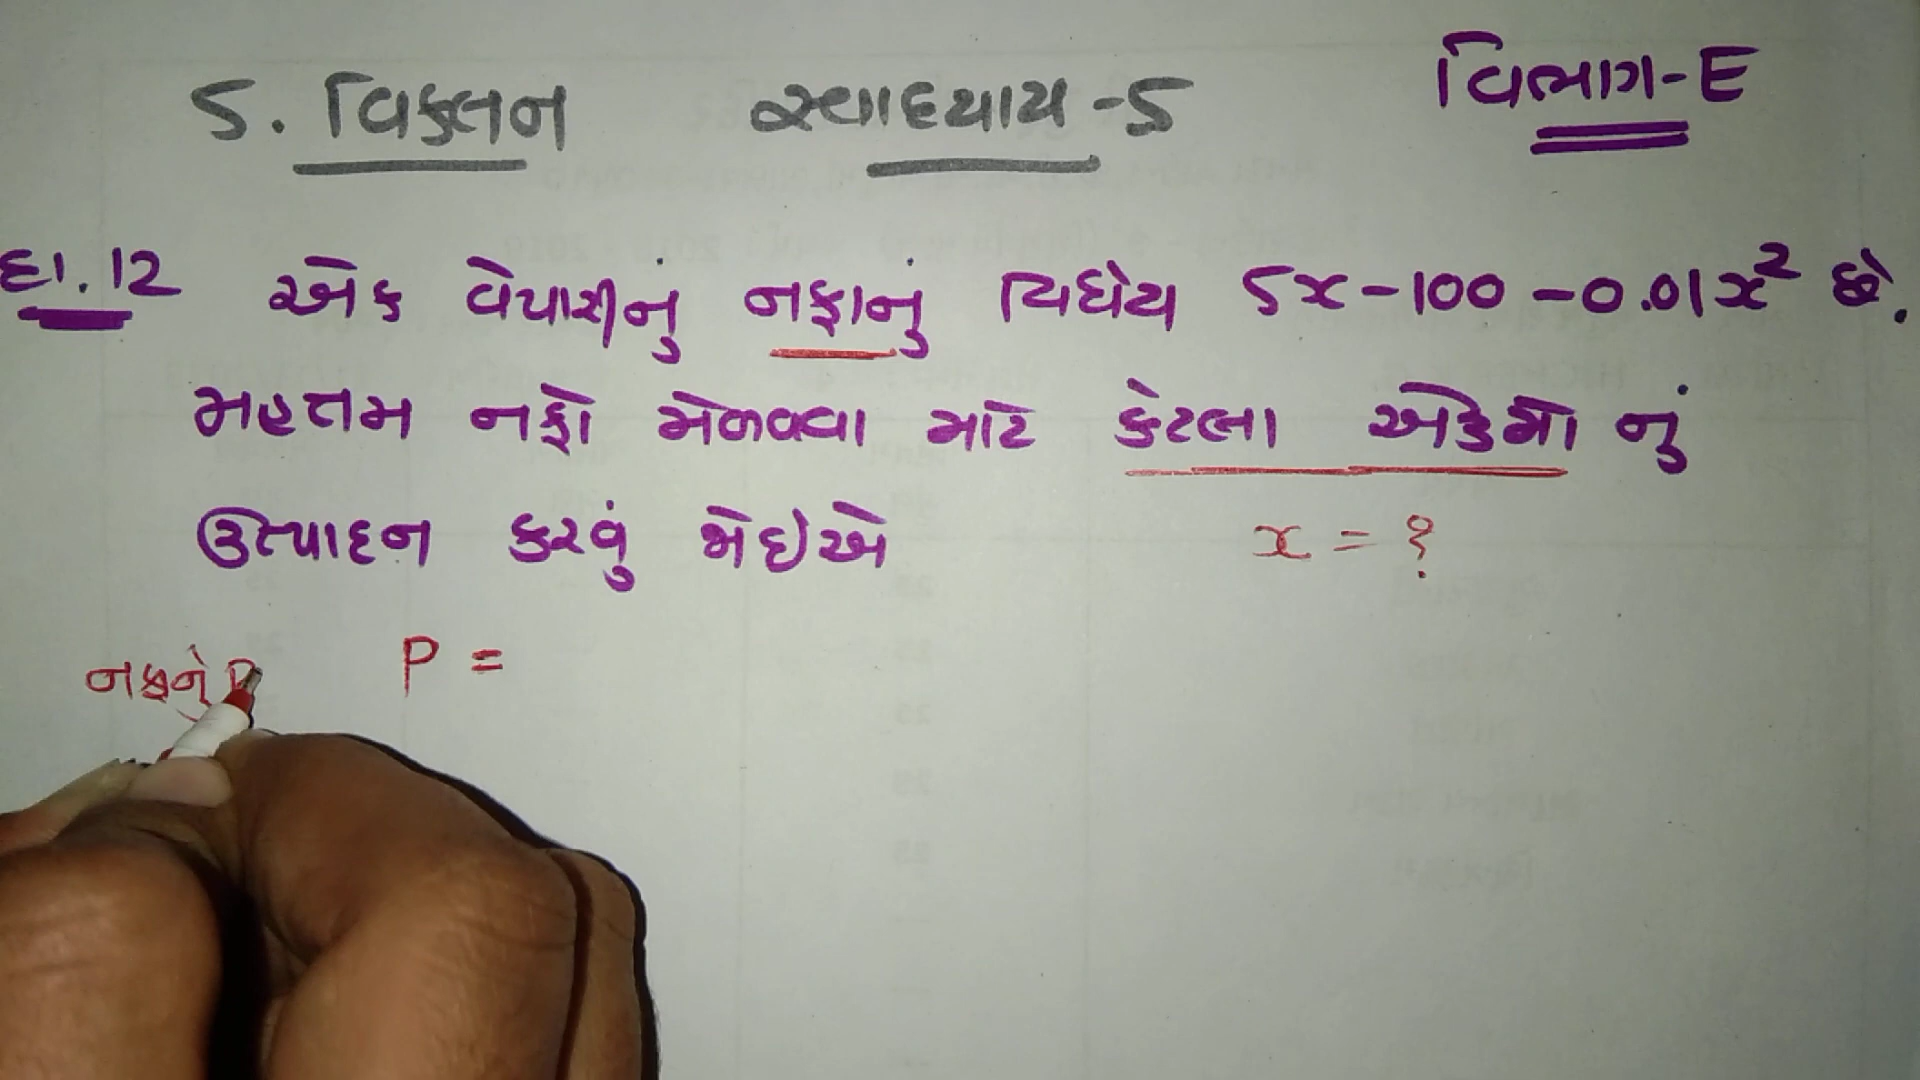 5. વિકલન સ્વાધ્યાય-5 વિભાગ-E
દા.12 એક વેપારીનું નફાનું વિધેય 5x-100-0.01x² છે.
મહત્તમ નફો મેળવવા માટે કેટલા એકમોનું
ઉત્પાદન કરવું જોઈએ x = ?
P =